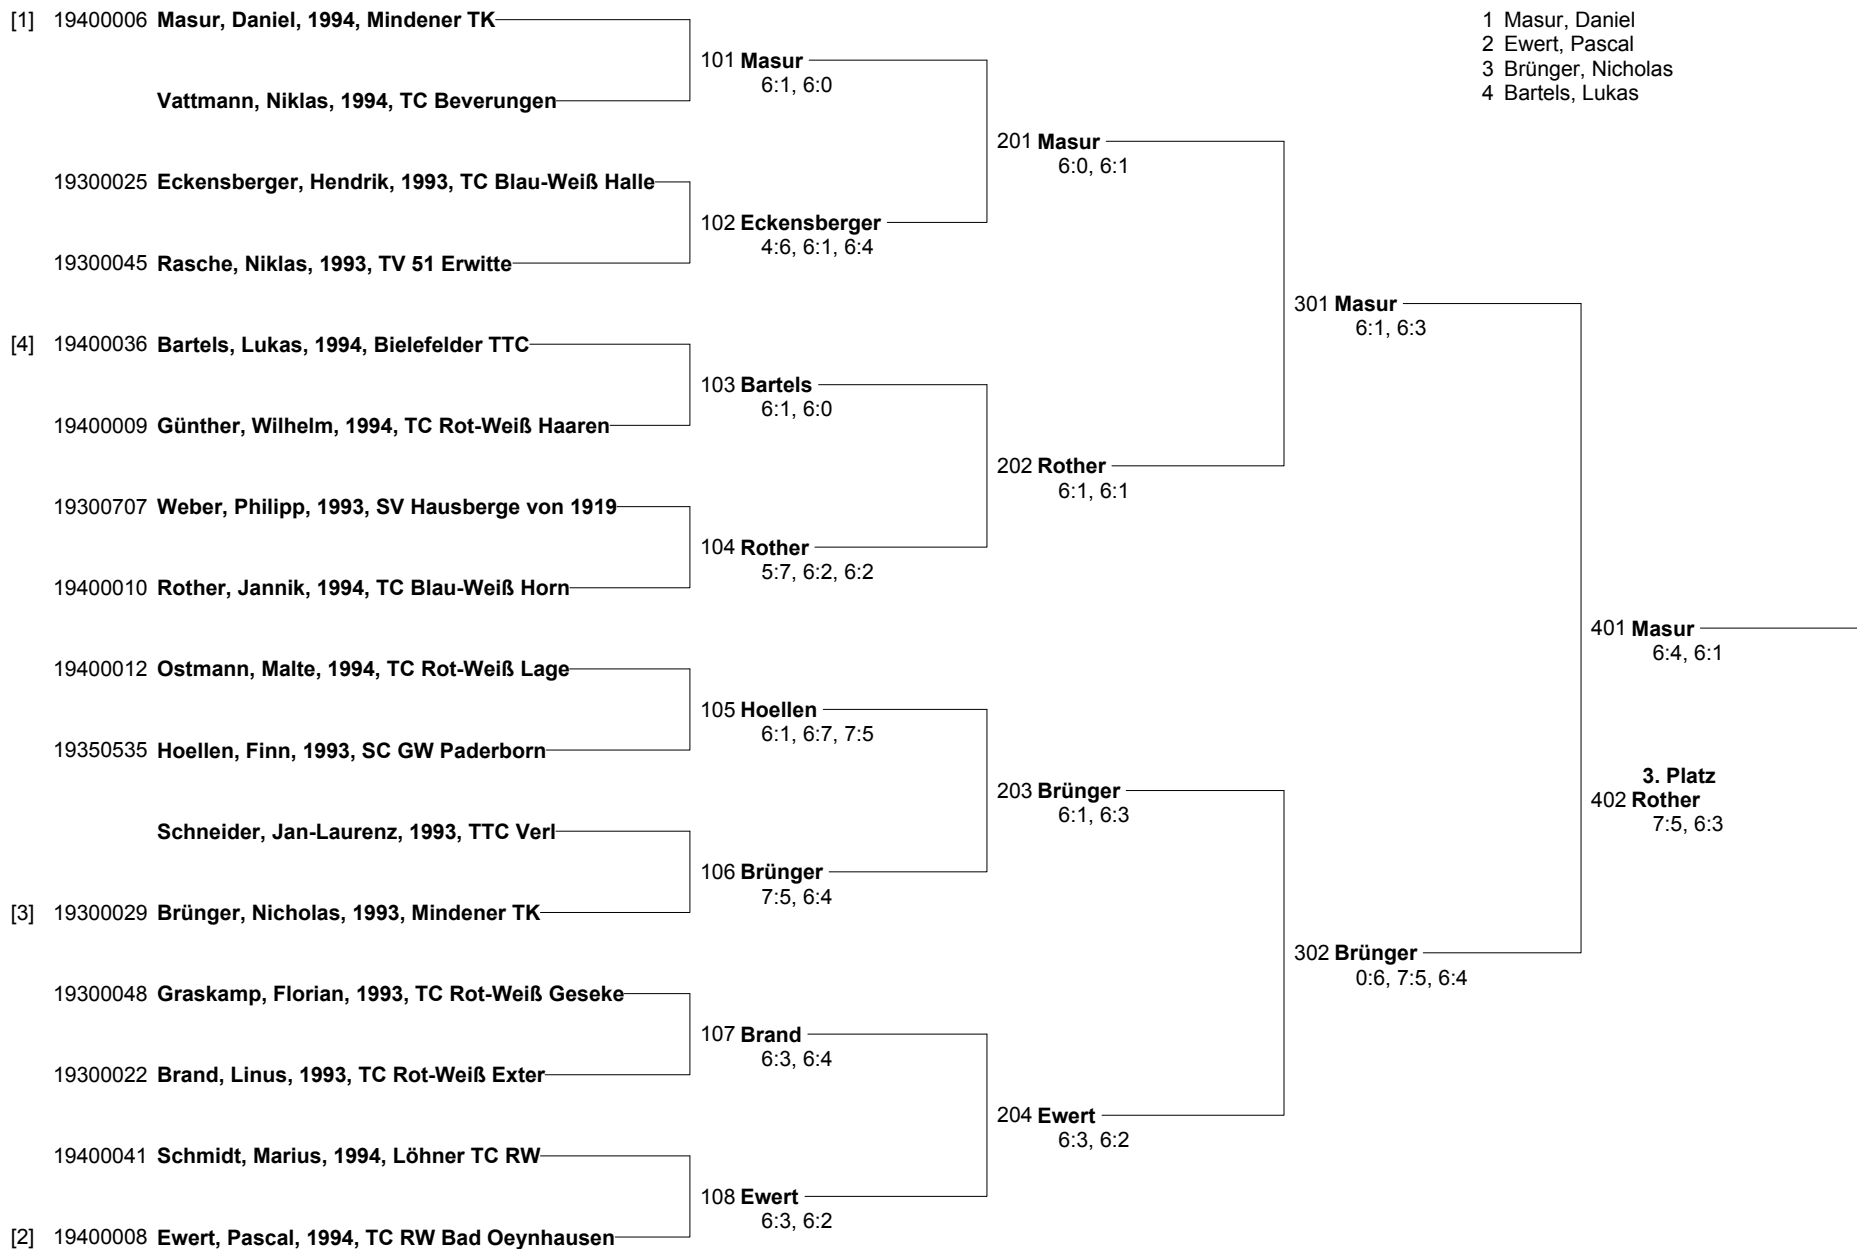 [1] 19400006 Masur, Daniel, 1994, Mindener TK
1 Masur, Daniel
2 Ewert, Pascal
3 Brünger, Nicholas
4 Bartels, Lukas
101 Masur
6:1, 6:0
Vattmann, Niklas, 1994, TC Beverungen
201 Masur
6:0, 6:1
19300025 Eckensberger, Hendrik, 1993, TC Blau-Weiß Halle
102 Eckensberger
4:6, 6:1, 6:4
19300045 Rasche, Niklas, 1993, TV 51 Erwitte
301 Masur
6:1, 6:3
[4] 19400036 Bartels, Lukas, 1994, Bielefelder TTC
103 Bartels
6:1, 6:0
19400009 Günther, Wilhelm, 1994, TC Rot-Weiß Haaren
202 Rother
6:1, 6:1
19300707 Weber, Philipp, 1993, SV Hausberge von 1919
104 Rother
5:7, 6:2, 6:2
19400010 Rother, Jannik, 1994, TC Blau-Weiß Horn
401 Masur
6:4, 6:1
19400012 Ostmann, Malte, 1994, TC Rot-Weiß Lage
105 Hoellen
6:1, 6:7, 7:5
19350535 Hoellen, Finn, 1993, SC GW Paderborn
3. Platz
402 Rother
7:5, 6:3
203 Brünger
6:1, 6:3
Schneider, Jan-Laurenz, 1993, TTC Verl
106 Brünger
7:5, 6:4
[3] 19300029 Brünger, Nicholas, 1993, Mindener TK
302 Brünger
0:6, 7:5, 6:4
19300048 Graskamp, Florian, 1993, TC Rot-Weiß Geseke
107 Brand
6:3, 6:4
19300022 Brand, Linus, 1993, TC Rot-Weiß Exter
204 Ewert
6:3, 6:2
19400041 Schmidt, Marius, 1994, Löhner TC RW
108 Ewert
6:3, 6:2
[2] 19400008 Ewert, Pascal, 1994, TC RW Bad Oeynhausen